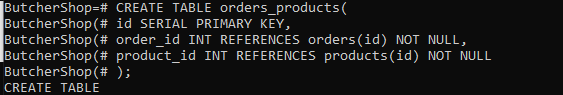 ButcherShop=# CREATE TABLE orders_products(
ButcherShop(# id SERIAL PRIMARY KEY,
ButcherShop(# order_id INT REFERENCES orders(id) NOT NULL,
ButcherShop(# product_id INT REFERENCES products(id) NOT NULL
ButcherShop(# );
CREATE TABLE